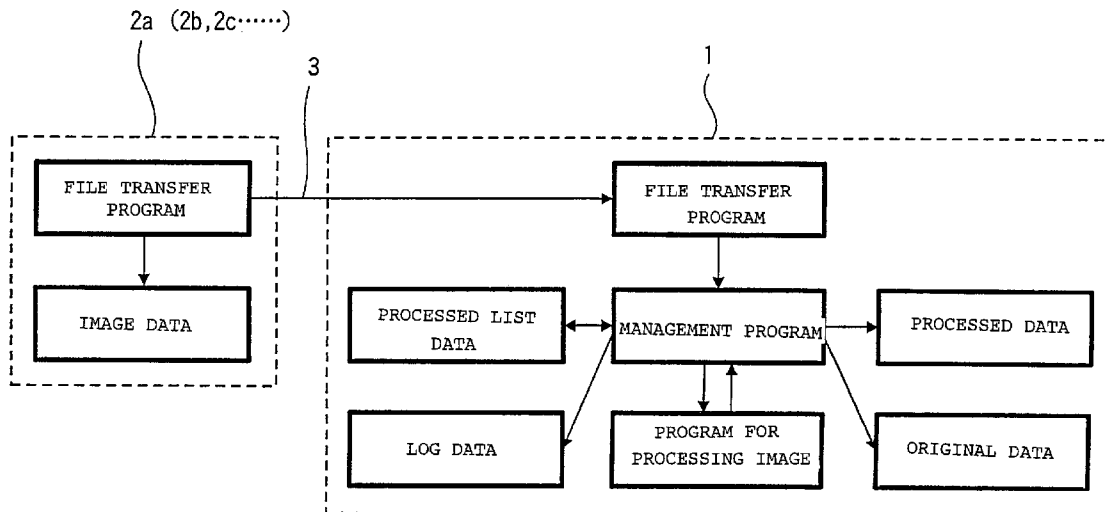 2a (2b,2c······)
3
1
FILE TRANSFER
PROGRAM
IMAGE DATA
FILE TRANSFER
PROGRAM
PROCESSED LIST
DATA
MANAGEMENT PROGRAM
PROCESSED DATA
LOG DATA
PROGRAM FOR
PROCESSING IMAGE
ORIGINAL DATA